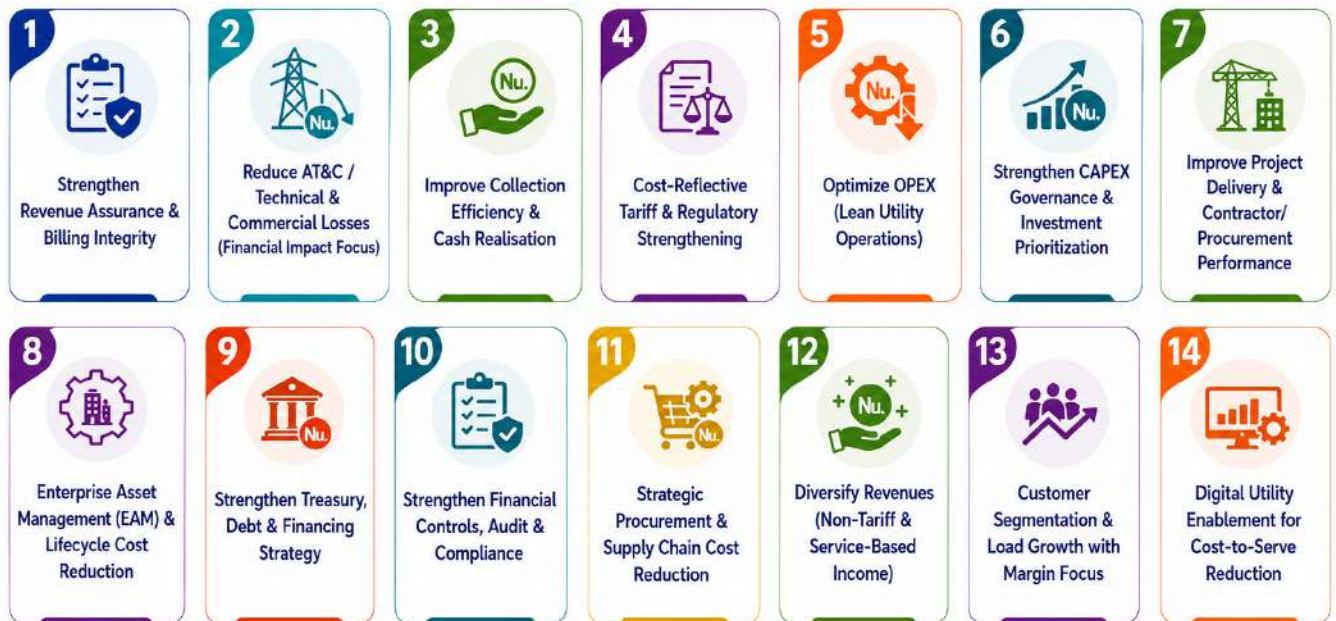 1
Strengthen
Revenue Assurance &
Billing Integrity
2
Nu.
Reduce AT&C /
Technical &
Commercial Losses
(Financial Impact Focus)
3
Nu.
Improve Collection
Efficiency &
Cash Realisation
4
Cost-Reflective
Tariff & Regulatory
Strengthening
5
Nu.
Optimize OPEX
(Lean Utility
Operations)
6
Nu.
Strengthen CAPEX
Governance &
Investment
Prioritization
7
Improve Project
Delivery &
Contractor/
Procurement
Performance
8
Enterprise Asset
Management (EAM) &
Lifecycle Cost
Reduction
9
Nu.
Strengthen Treasury,
Debt & Financing
Strategy
10
Strengthen Financial
Controls, Audit &
Compliance
11
Nu.
Strategic
Procurement &
Supply Chain Cost
Reduction
12
Nu.
Diversify Revenues
(Non-Tariff &
Service-Based
Income)
13
Customer
Segmentation &
Load Growth with
Margin Focus
14
Digital Utility
Enablement for
Cost-to-Serve
Reduction